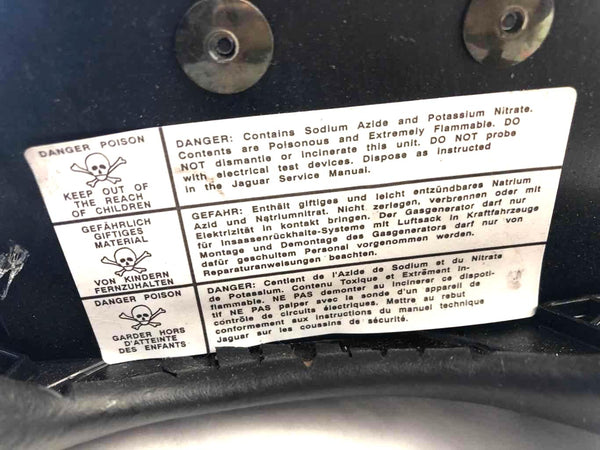 DANGER POISON
KEEP OUT OF
THE REACH
OF CHILDREN
DANGER: Contains Sodium Azide and Potassium Nitrate.
Contents are Poisonous and Extremely Flammable. DO
NOT dismantle or incinerate this unit. DO NOT probe
with electrical test devices. Dispose as instructed
in the Jaguar Service Manual.
GEFÄHRLICH
GIFTIGES
MATERIAL
VON KINDERN
FERNZUHALTEN
GEFAHR: Enthält giftiges und leicht entzündbares Natrium
Azid und Natriumnitrat. Nicht zerlegen, verbrennen oder mit
Elektrizität in kontakt bringen. Der Gasgenerator darf nur
für Insassenrückhalte-Systeme mit Luftsack in Kraftfahrzeuge
Montage und Demontage des Gasgenerators darf nur von
dafür geschultem Personal vorgenommen werden.
Reparaturanweisungen beachten.
DANGER POISON
GARDER HORS
D'ATTEINTE
DES ENFANTS
DANGER: Centient de l'Azide de Sodium et du Nitrate
de Potassium. Contenu Toxique et Extrêment In-
flammable. NE PAS demonter au incinerer ce dispoti-
tif NE PAS palper avec la sonde d'un appareil de
contrôle de circuits électriques. Mettre au rebut
conformement aux instructions du manuel technique
Jaguar sur les coussins de sécurité.